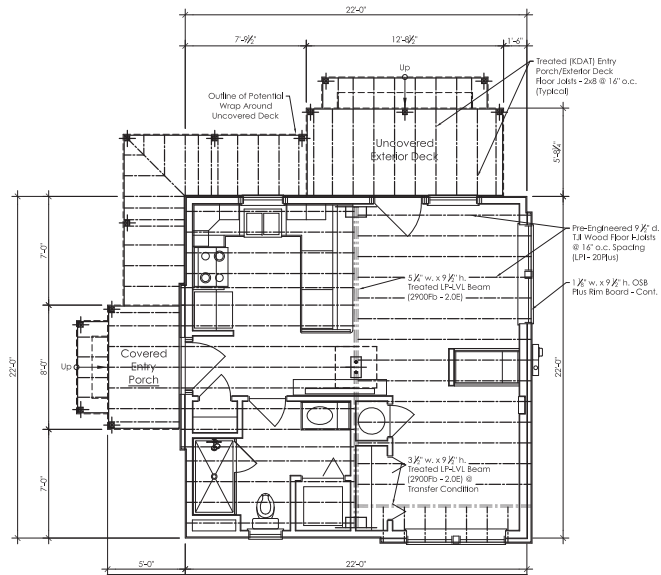 22'-0"
7'-9½"
12'-8½"
1'-6"
Up
Treated (KDAT) Entry
Porch/Exterior Deck
Floor Joists - 2x8 @ 16" o.c.
(Typical)
Outline of Potential
Wrap Around
Uncovered Deck
Uncovered
Exterior Deck
5'-8¼"
7'-0"
Pre-Engineered 9½" d.
TJI Wood Floor I-Joists
@ 16" o.c. Spacing
(LPI - 20Plus)
5¼" w. x 9½" h.
Treated LP-LVL Beam
(2900Fb - 2.0E)
1½" w. x 9½" h. OSB
Plus Rim Board - Cont.
22'-0"
8'-0"
Up
Covered
Entry
Porch
22'-0"
7'-0"
3½" w. x 9½" h.
Treated LP-LVL Beam
(2900Fb - 2.0E) @
Transfer Condition
5'-0"
22'-0"